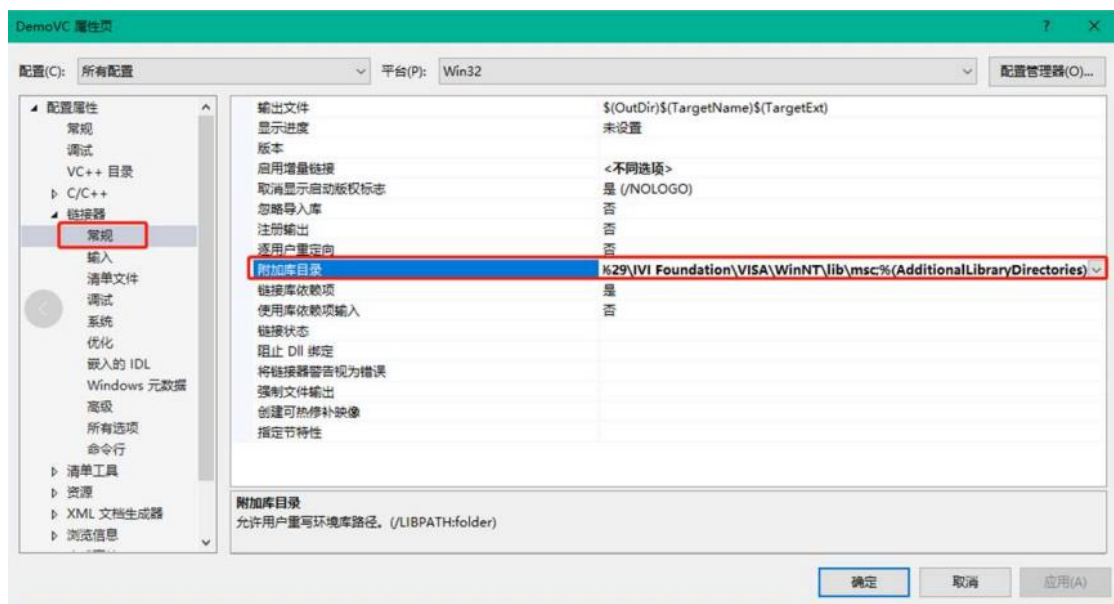 DemoVC 属性页
? ×
配置(C): 所有配置 平台(P): Win32 配置管理器(O)...
配置属性
常规
调试
VC++ 目录
C/C++
链接器
常规
输入
清单文件
调试
系统
优化
嵌入的 IDL
Windows 元数据
高级
所有选项
命令行
清单工具
资源
XML 文档生成器
浏览信息
输出文件 $(OutDir)$(TargetName)$(TargetExt)
显示进度 未设置
版本
启用增量链接 <不同选项>
取消显示启动版权标志 是 (/NOLOGO)
忽略导入库 否
注册输出 否
逐用户重定向 否
附加库目录 %29\IVI Foundation\VISA\WinNT\lib\msc;%(AdditionalLibraryDirectories)
链接库依赖项 是
使用库依赖项输入 否
链接状态
阻止 Dll 绑定
将链接器警告视为错误
强制文件输出
创建可热修补映像
指定节特性
附加库目录
允许用户重写环境库路径。(/LIBPATH:folder)
确定 取消 应用(A)